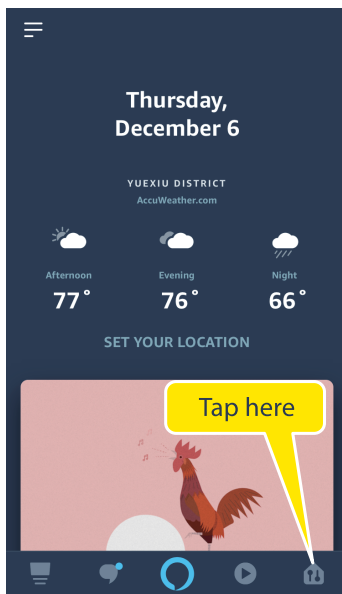 Thursday,
December 6
YUEXIU DISTRICT
AccuWeather.com
Afternoon
Evening
Night
77°
76°
66°
SET YOUR LOCATION
Tap here